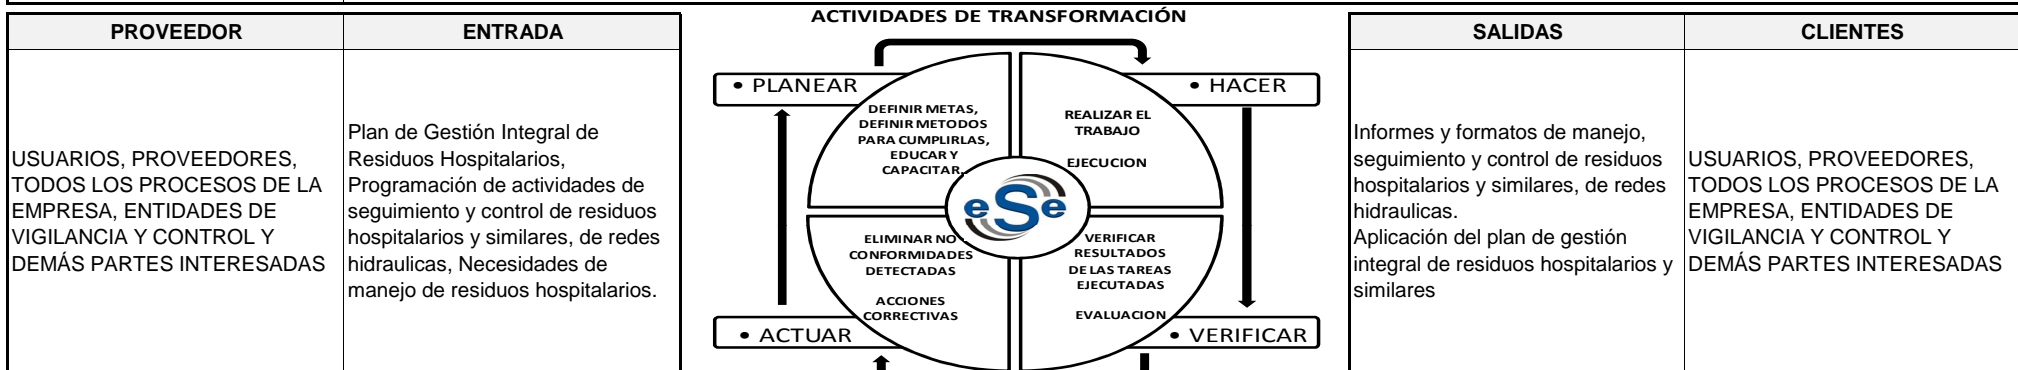 ACTIVIDADES DE TRANSFORMACIÓN
PROVEEDOR
ENTRADA
USUARIOS, PROVEEDORES,
TODOS LOS PROCESOS DE LA
EMPRESA, ENTIDADES DE
VIGILANCIA Y CONTROL Y
DEMÁS PARTES INTERESADAS
Plan de Gestión Integral de
Residuos Hospitalarios,
Programación de actividades de
seguimiento y control de residuos
hospitalarios y similares, de redes
hidraulicas, Necesidades de
manejo de residuos hospitalarios.
• PLANEAR
DEFINIR METAS,
DEFINIR METODOS
PARA CUMPLIRLAS,
EDUCAR Y
CAPACITAR.
• HACER
REALIZAR EL
TRABAJO
EJECUCION
eSe
ELIMINAR NO
CONFORMIDADES
DETECTADAS
ACCIONES
CORRECTIVAS
• ACTUAR
VERIFICAR
RESULTADOS
DE LAS TAREAS
EJECUTADAS
EVALUACION
• VERIFICAR
SALIDAS
CLIENTES
Informes y formatos de manejo,
seguimiento y control de residuos
hospitalarios y similares, de redes
hidraulicas.
Aplicación del plan de gestión
integral de residuos hospitalarios y
similares
USUARIOS, PROVEEDORES,
TODOS LOS PROCESOS DE LA
EMPRESA, ENTIDADES DE
VIGILANCIA Y CONTROL Y
DEMÁS PARTES INTERESADAS